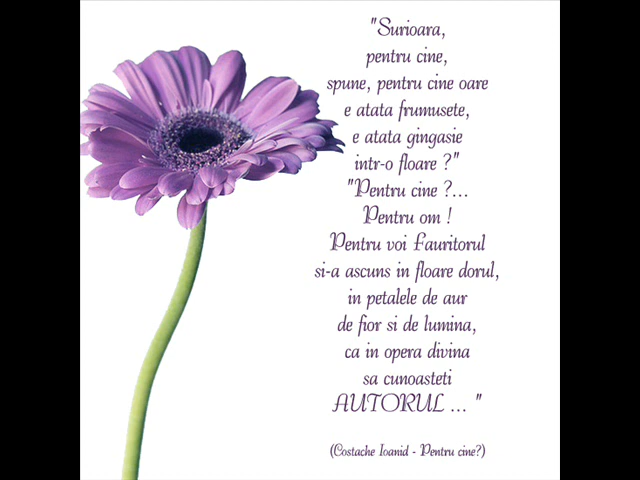 "Surioara,
pentru cine,
spune, pentru cine oare
e atata frumusete,
e atata gingasie
intr-o floare ?"
"Pentru cine ?...
Pentru om !
Pentru voi Fauritorul
si-a ascuns in floare dorul,
in petalele de aur
de fior si de lumina,
ca in opera divina
sa cunoasteti
AUTORUL ... "
(Costache Ioanid - Pentru cine?)